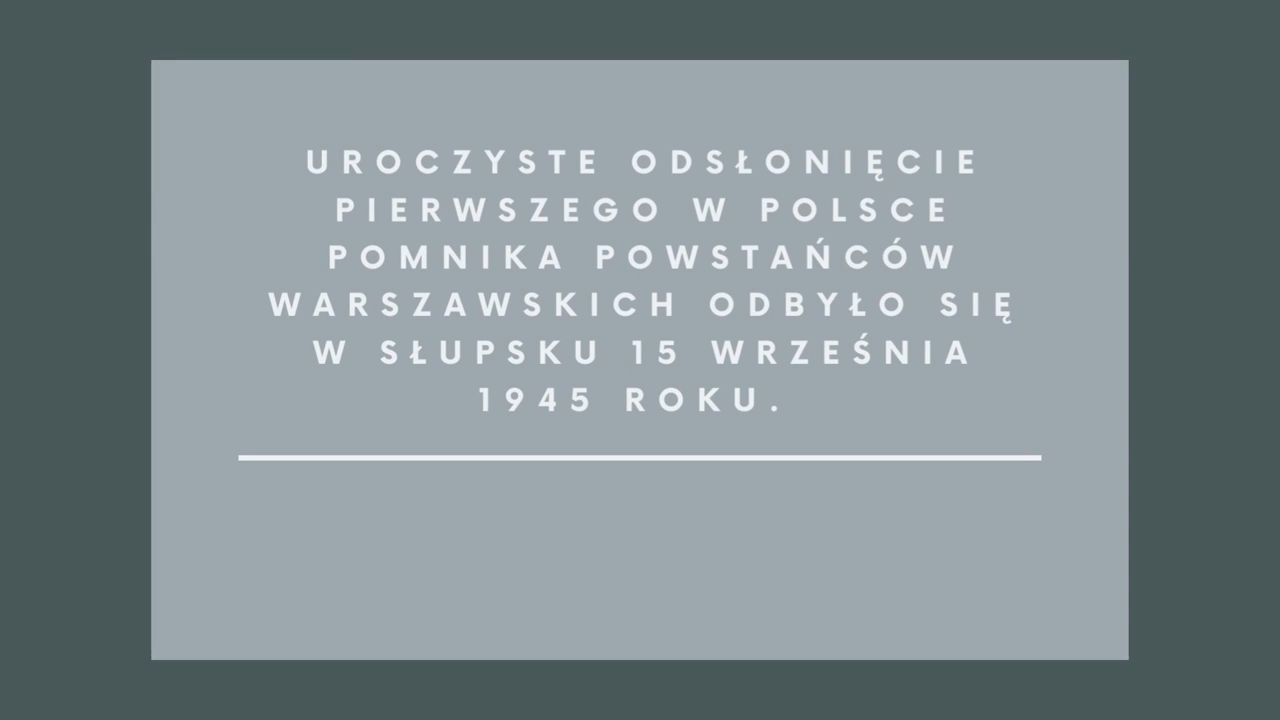 UROCZYSTE ODSŁONIĘCIE
PIERWSZEGO W POLSCE
POMNIKA POWSTAŃCÓW
WARSZAWSKICH ODBYŁO SIĘ
W SŁUPSKU 15 WRZEŚNIA
1945 ROKU.